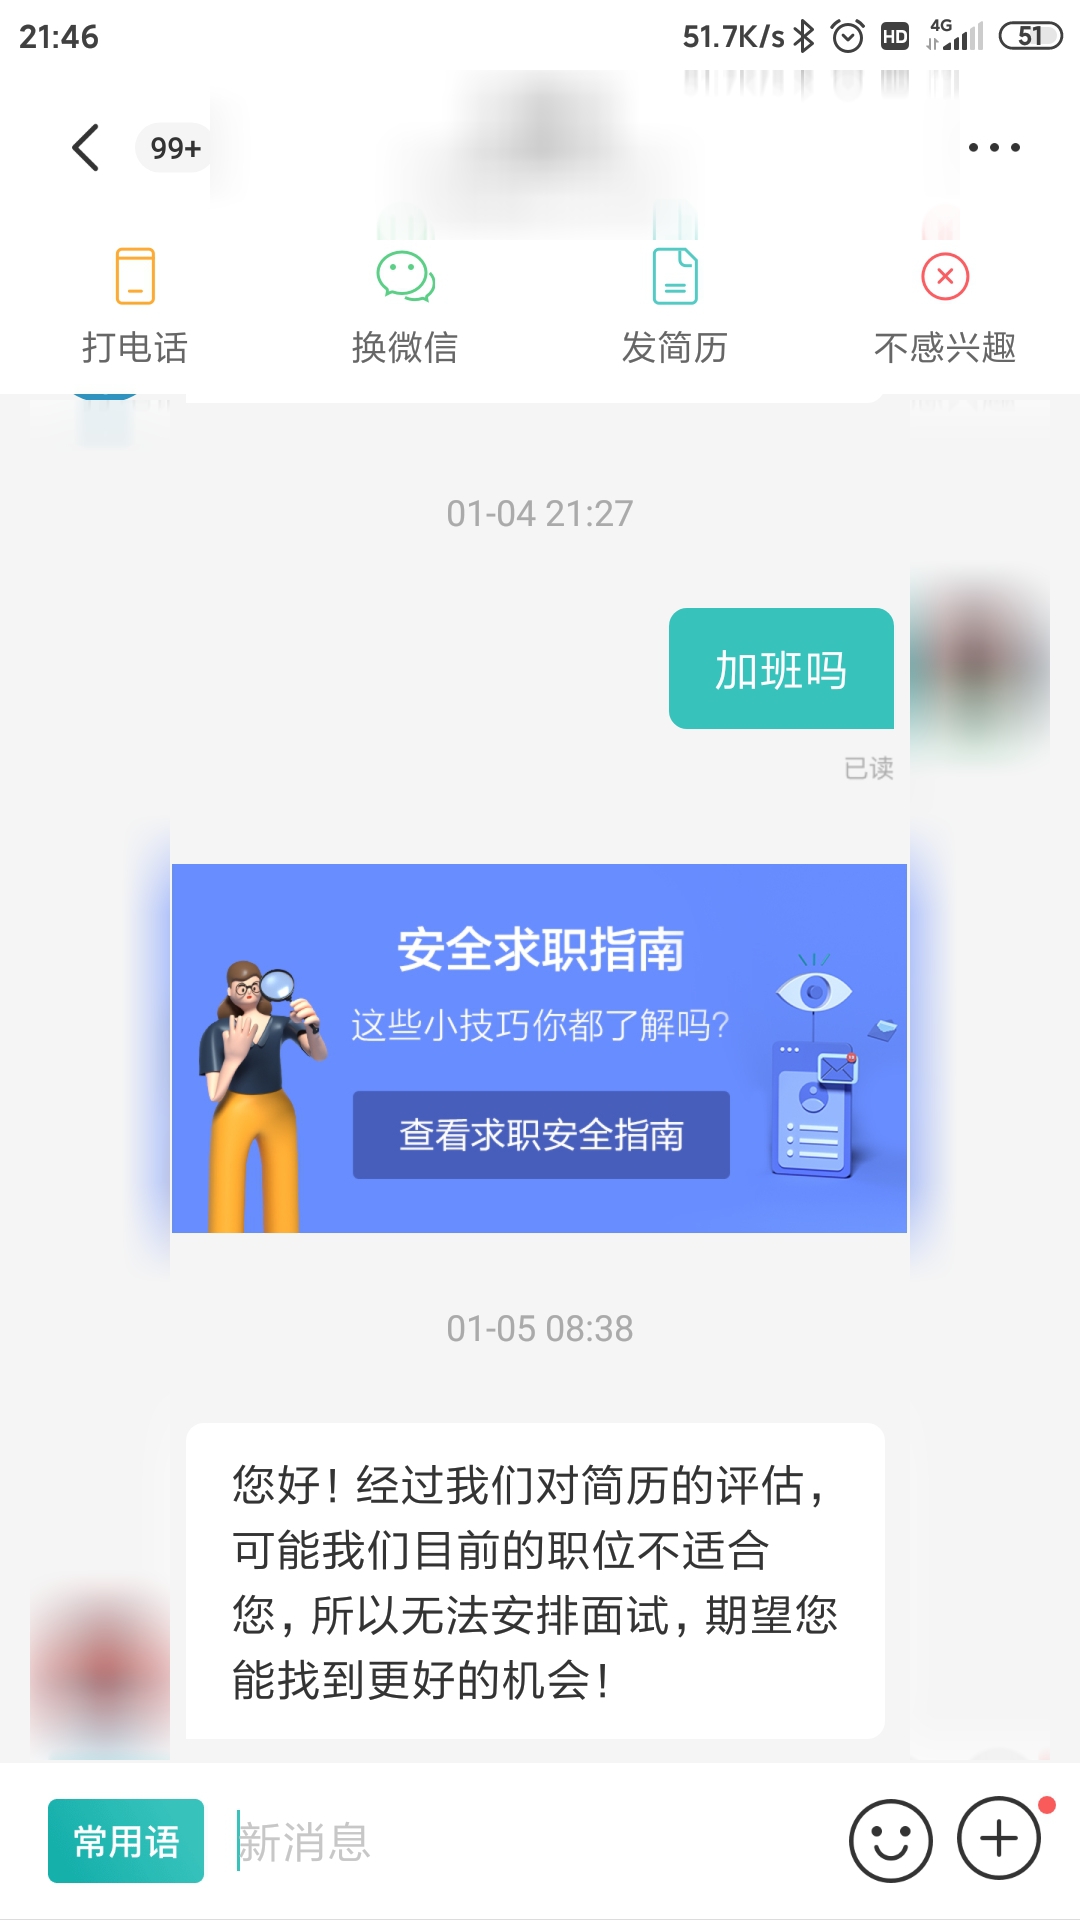 21:46
51.7K/s HD 4G 51
99+
打电话
换微信
发简历
不感兴趣
01-04 21:27
加班吗
已读
安全求职指南
这些小技巧你都了解吗?
查看求职安全指南
01-05 08:38
您好！经过我们对简历的评估，
可能我们目前的职位不适合
您，所以无法安排面试，期望您
能找到更好的机会！
常用语
新消息